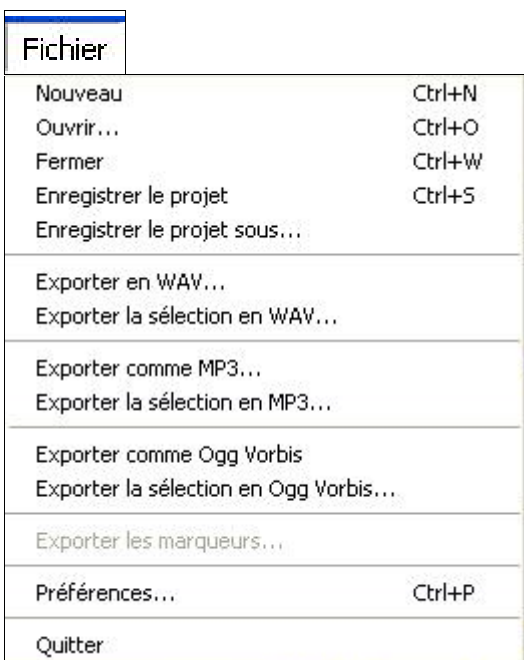 Fichier
Nouveau Ctrl+N
Ouvrir... Ctrl+O
Fermer Ctrl+W
Enregistrer le projet Ctrl+S
Enregistrer le projet sous...
Exporter en WAV...
Exporter la sélection en WAV...
Exporter comme MP3...
Exporter la sélection en MP3...
Exporter comme Ogg Vorbis
Exporter la sélection en Ogg Vorbis...
Exporter les marqueurs...
Préférences... Ctrl+P
Quitter